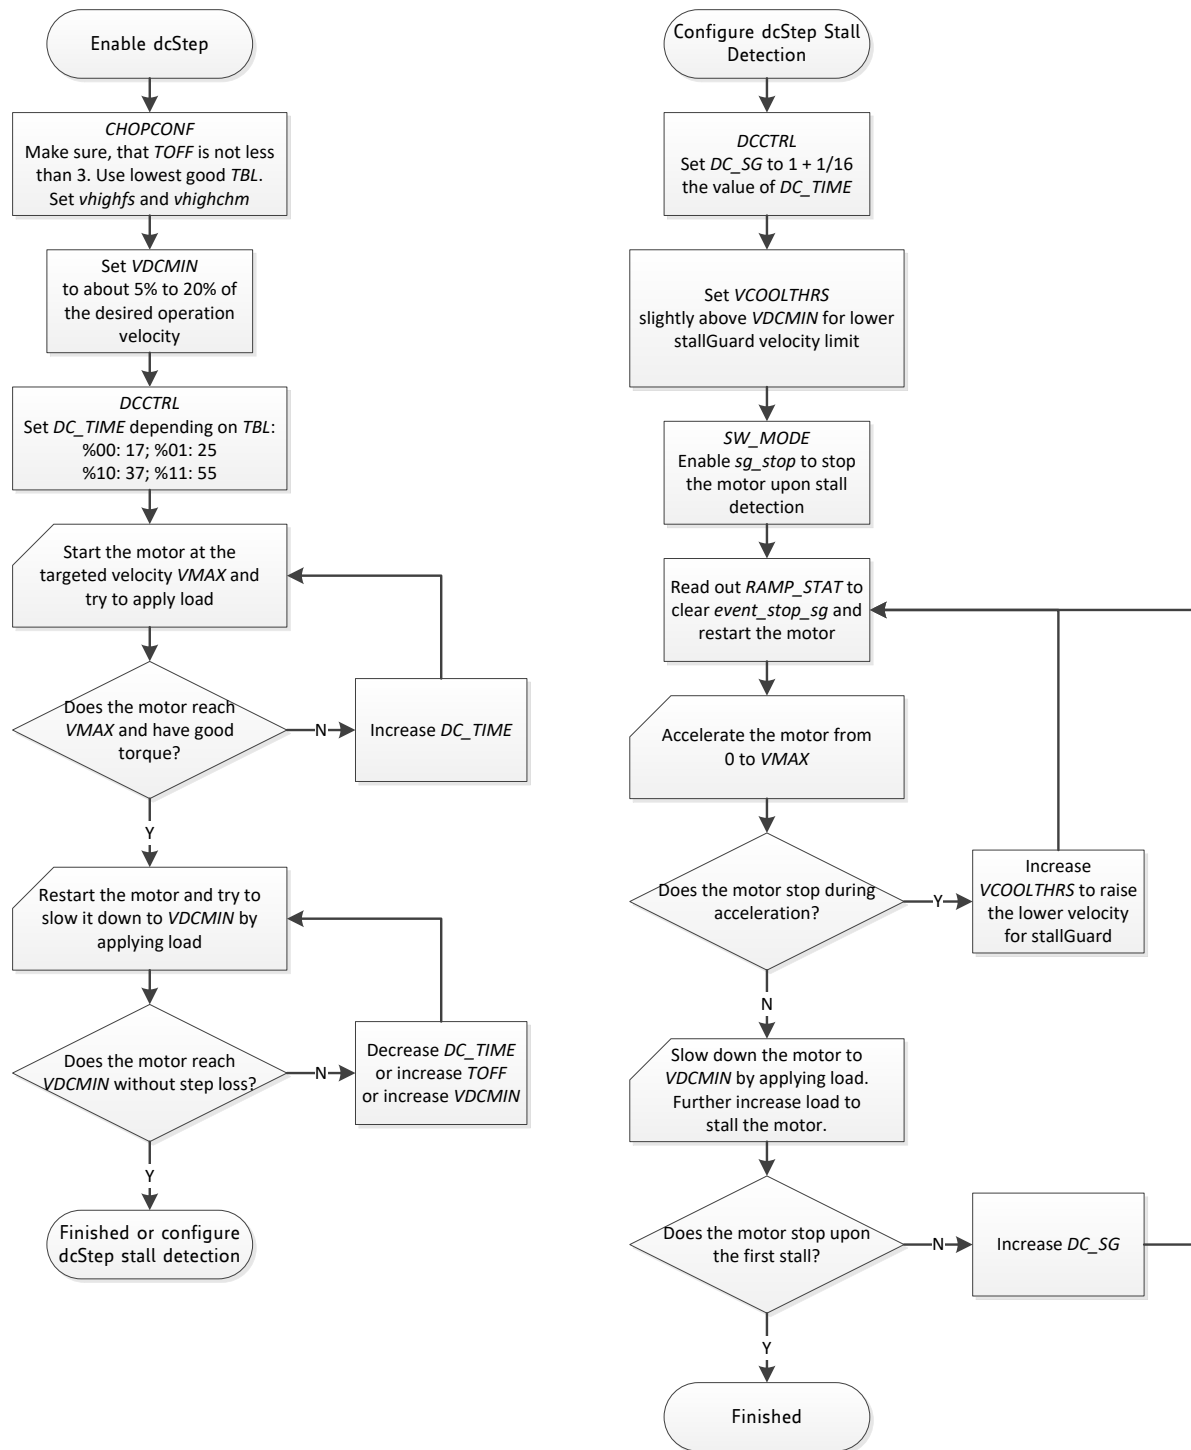 Enable dcStep
CHOPCONF
Make sure, that TOFF is not less
than 3. Use lowest good TBL.
Set vhighfs and vhighchm
Set VDCMIN
to about 5% to 20% of
the desired operation
velocity
DCCTRL
Set DC_TIME depending on TBL:
%00: 17; %01: 25
%10: 37; %11: 55
Start the motor at the
targeted velocity VMAX and
try to apply load
Does the motor reach
VMAX and have good
torque?
N
Increase DC_TIME
Y
Restart the motor and try to
slow it down to VDCMIN by
applying load
Does the motor reach
VDCMIN without step loss?
N
Decrease DC_TIME
or increase TOFF
or increase VDCMIN
Y
Finished or configure
dcStep stall detection
Configure dcStep Stall
Detection
DCCTRL
Set DC_SG to 1 + 1/16
the value of DC_TIME
Set VCOOLTHRS
slightly above VDCMIN for lower
stallGuard velocity limit
SW_MODE
Enable sg_stop to stop
the motor upon stall
detection
Read out RAMP_STAT to
clear event_stop_sg and
restart the motor
Accelerate the motor from
0 to VMAX
Does the motor stop during
acceleration?
Y
Increase
VCOOLTHRS to raise
the lower velocity
for stallGuard
N
Slow down the motor to
VDCMIN by applying load.
Further increase load to
stall the motor.
Does the motor stop upon
the first stall?
N
Increase DC_SG
Y
Finished